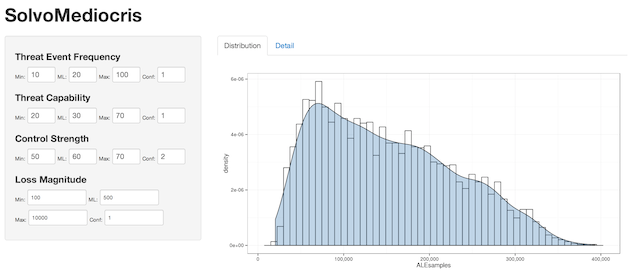 SolvoMediocris
Threat Event Frequency
Min: 10 ML: 20 Max: 100 Conf: 1
Threat Capability
Min: 20 ML: 30 Max: 70 Conf: 1
Control Strength
Min: 50 ML: 60 Max: 70 Conf: 2
Loss Magnitude
Min: 100 ML: 500
Max: 10000 Conf: 1
Distribution Detail
6e-06
4e-06
2e-06
0e+00
density
0 100,000 200,000 300,000 400,000
ALEsamples